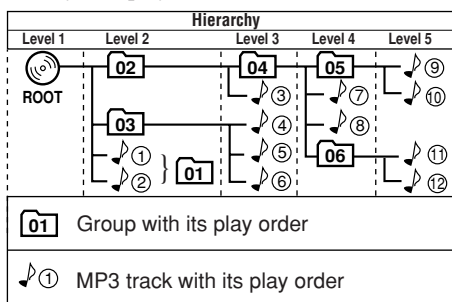 Hierarchy
Level 1 Level 2 Level 3 Level 4 Level 5
02 04 05 ⑨
ROOT ③ ⑦ ⑩
03 ④ ⑧
① ⑤ 06 ⑪
② } 01 ⑥ ⑫
01 Group with its play order
① MP3 track with its play order